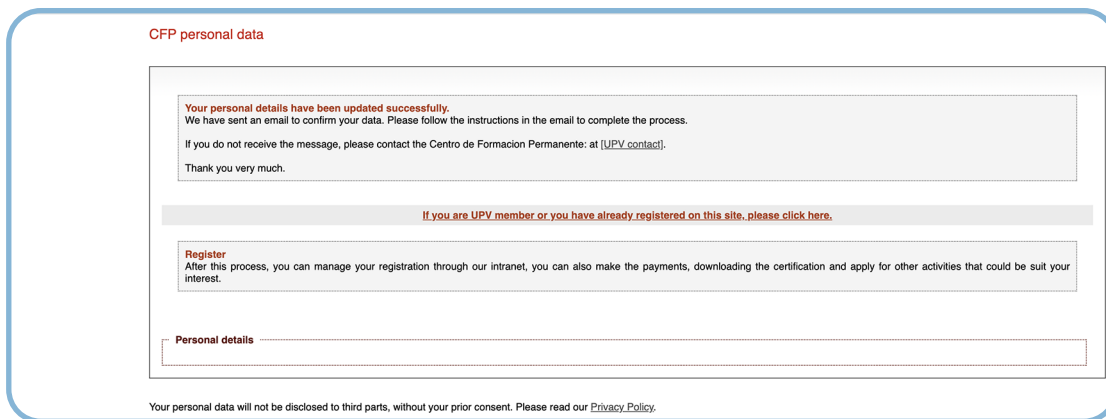 CFP personal data
Your personal details have been updated successfully.
We have sent an email to confirm your data. Please follow the instructions in the email to complete the process.
If you do not receive the message, please contact the Centro de Formacion Permanente: at [UPV contact].
Thank you very much.
If you are UPV member or you have already registered on this site, please click here.
Register
After this process, you can manage your registration through our intranet, you can also make the payments, downloading the certification and apply for other activities that could be suit your
interest.
Personal details
Your personal data will not be disclosed to third parts, without your prior consent. Please read our Privacy Policy.